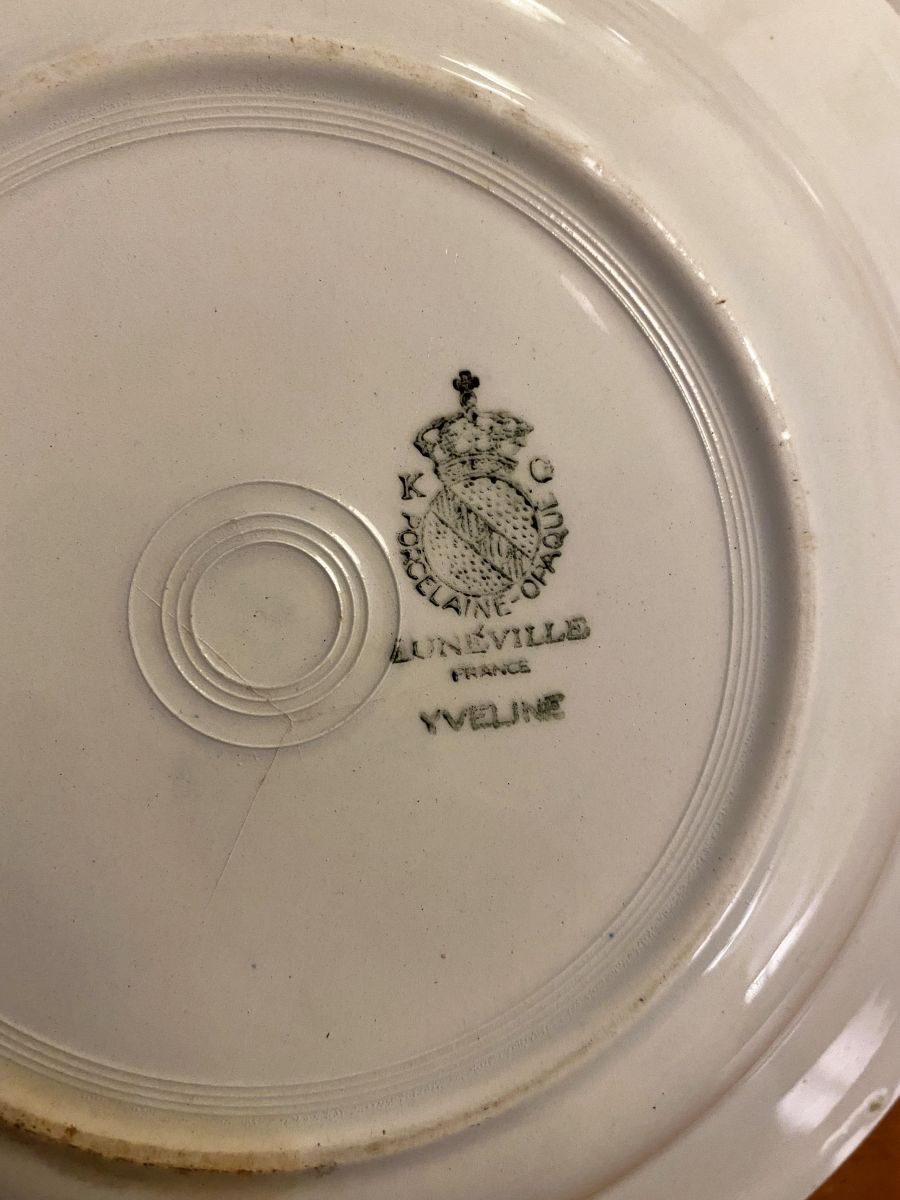 K G
PORCELAINE-OPAQUE
LUNÉVILLE
FRANCE
YVELINE